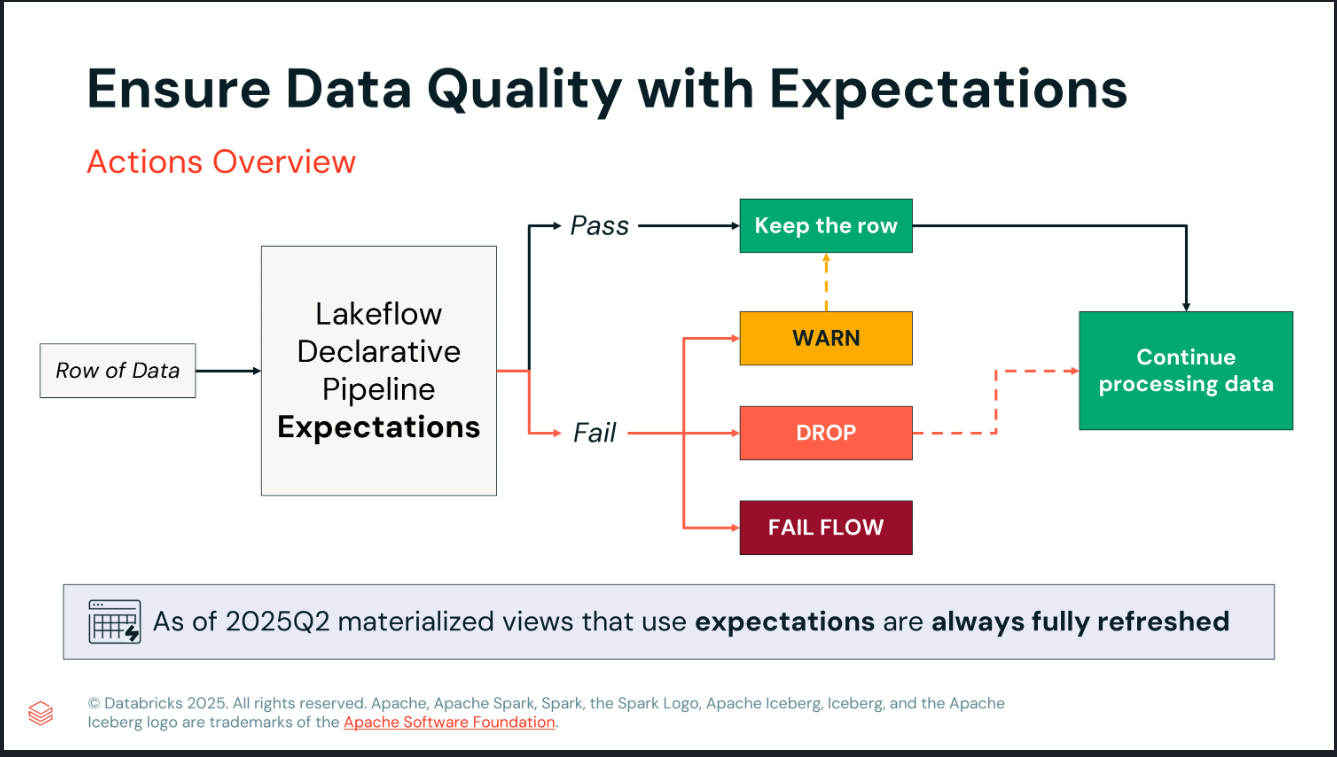 Ensure Data Quality with Expectations
Actions Overview
Row of Data
Lakeflow
Declarative
Pipeline
Expectations
Pass
Fail
Keep the row
WARN
DROP
FAIL FLOW
Continue
processing data
As of 2025Q2 materialized views that use expectations are always fully refreshed
© Databricks 2025. All rights reserved. Apache, Apache Spark, Spark, the Spark Logo, Apache Iceberg, Iceberg, and the Apache
Iceberg logo are trademarks of the Apache Software Foundation.